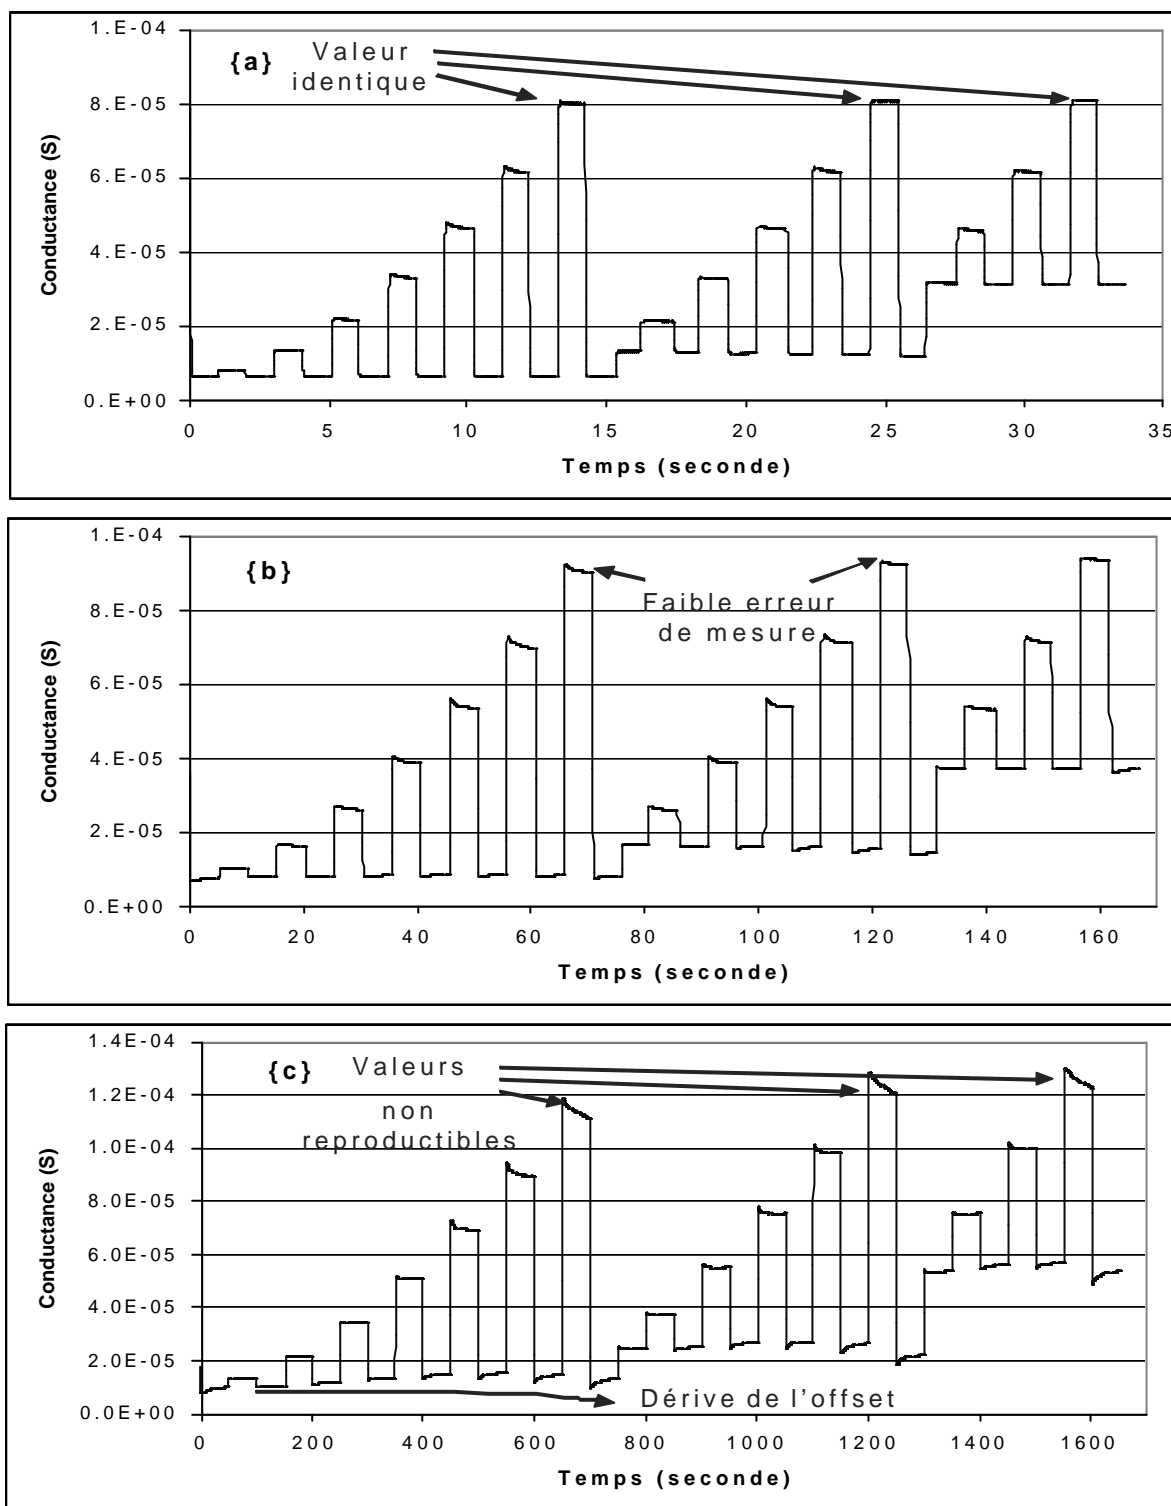 1.E-04
{a}
Valeur
identique
8.E-05
6.E-05
4.E-05
2.E-05
0.E+00
Conductance (S)
0 5 10 15 20 25 30 35
Temps (seconde)
1.E-04
{b}
8.E-05
Faible erreur
de mesure
6.E-05
4.E-05
2.E-05
0.E+00
Conductance (S)
0 20 40 60 80 100 120 140 160
Temps (seconde)
1.4E-04
{c} Valeurs
1.2E-04
non
reproductibles
1.0E-04
8.0E-05
6.0E-05
4.0E-05
2.0E-05
0.0E+00
Dérive de l'offset
Conductance (S)
0 200 400 600 800 1000 1200 1400 1600
Temps (seconde)